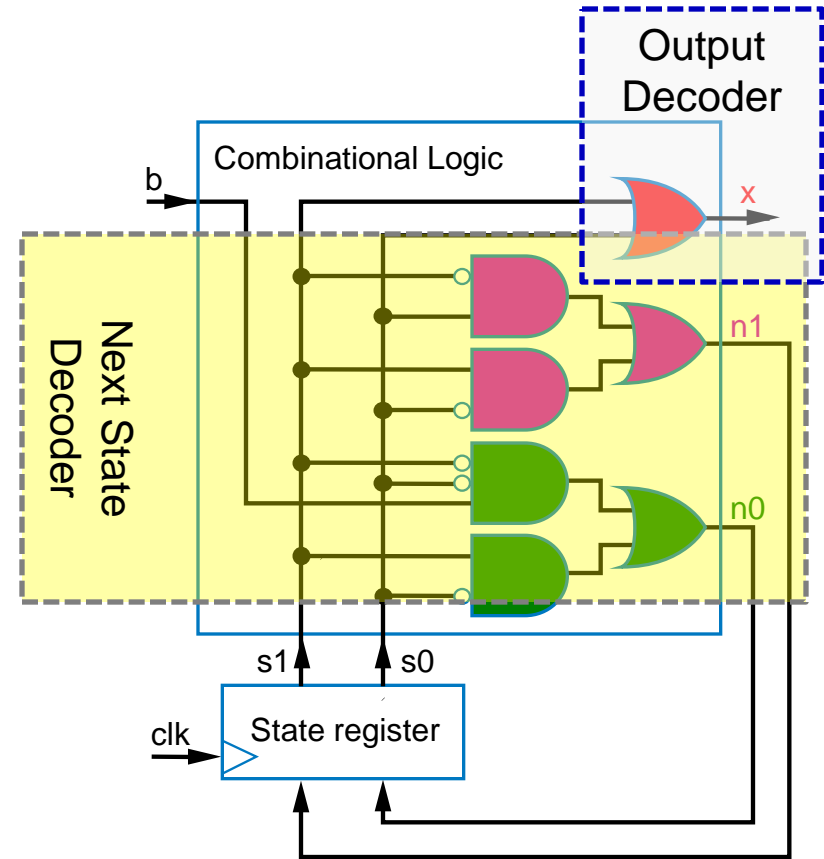 Output
Decoder
Combinational Logic
b
x
Next State
Decoder
n1
n0
s1
s0
State register
clk